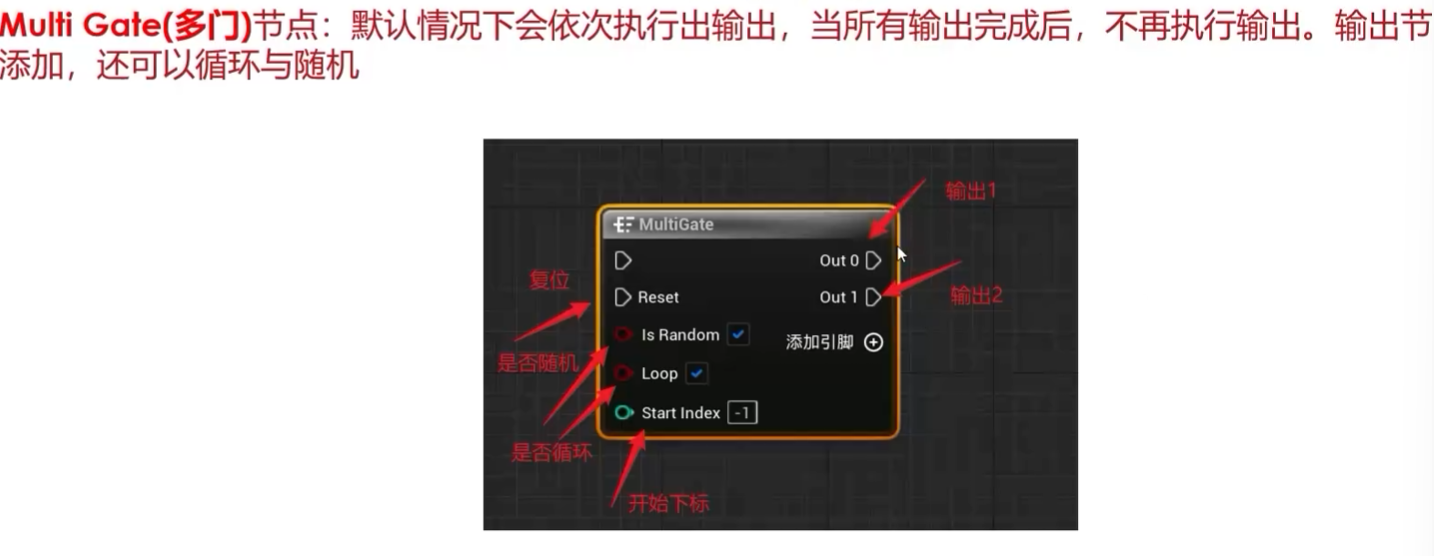 Multi Gate(多门)节点：默认情况下会依次执行出输出，当所有输出完成后，不再执行输出。输出节
添加，还可以循环与随机
输出1
MultiGate
Out 0
复位
Reset
Out 1
输出2
Is Random
添加引脚
是否随机
Loop
Start Index -1
是否循环
开始下标